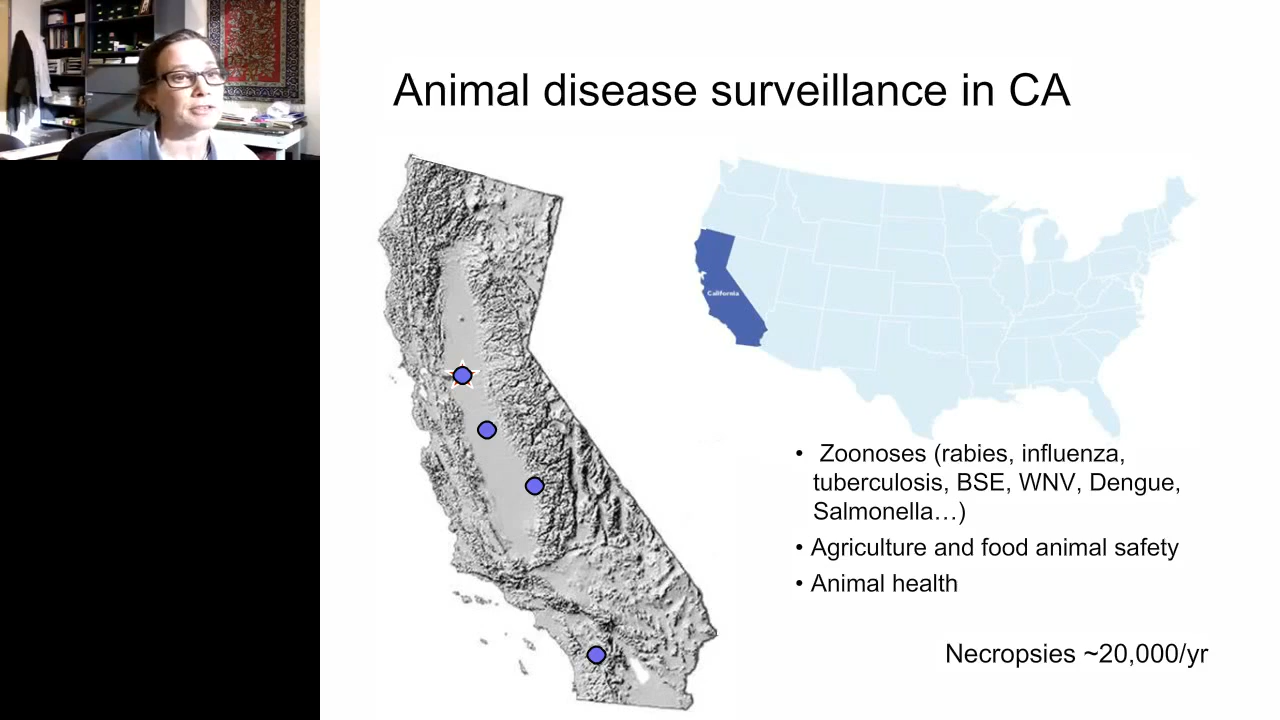 Animal disease surveillance in CA
California
• Zoonoses (rabies, influenza,
tuberculosis, BSE, WNV, Dengue,
Salmonella…)
• Agriculture and food animal safety
• Animal health
Necropsies ~20,000/yr